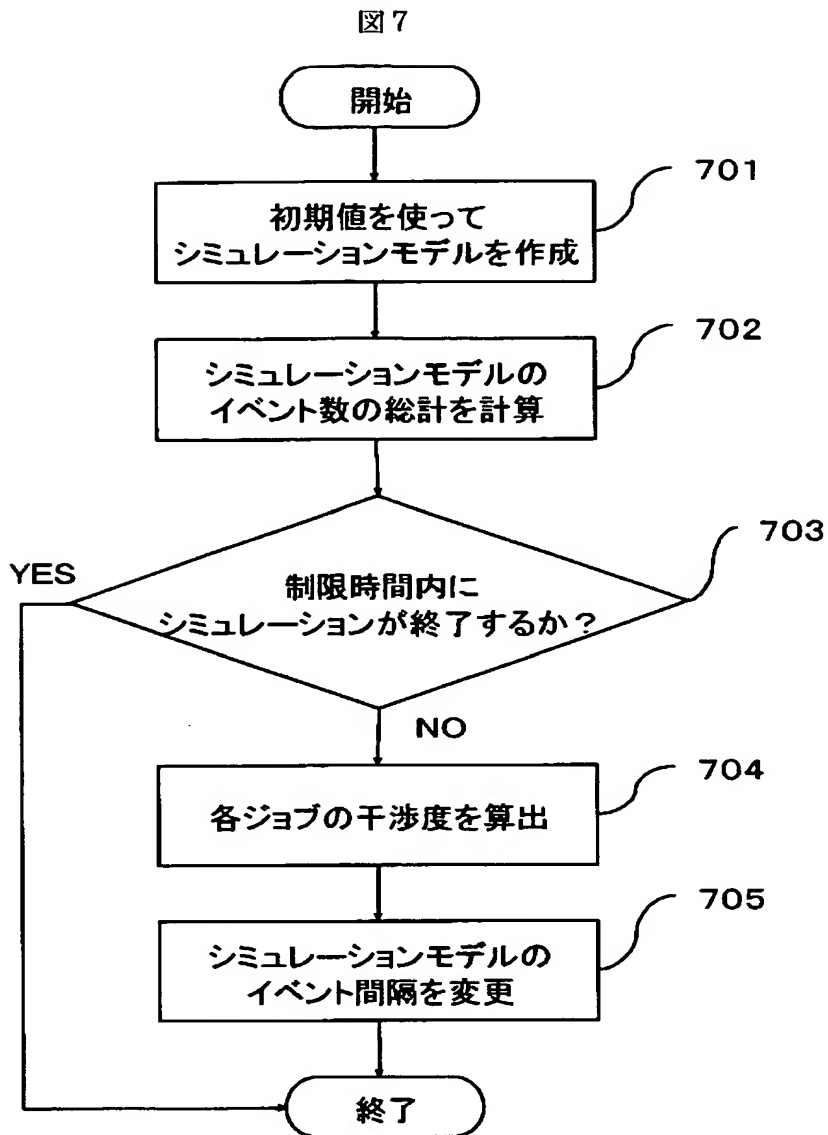 図7
開始
701
初期値を使って
シミュレーションモデルを作成
702
シミュレーションモデルの
イベント数の総計を計算
703
YES
制限時間内に
シミュレーションが終了するか？
NO
704
各ジョブの干渉度を算出
705
シミュレーションモデルの
イベント間隔を変更
終了